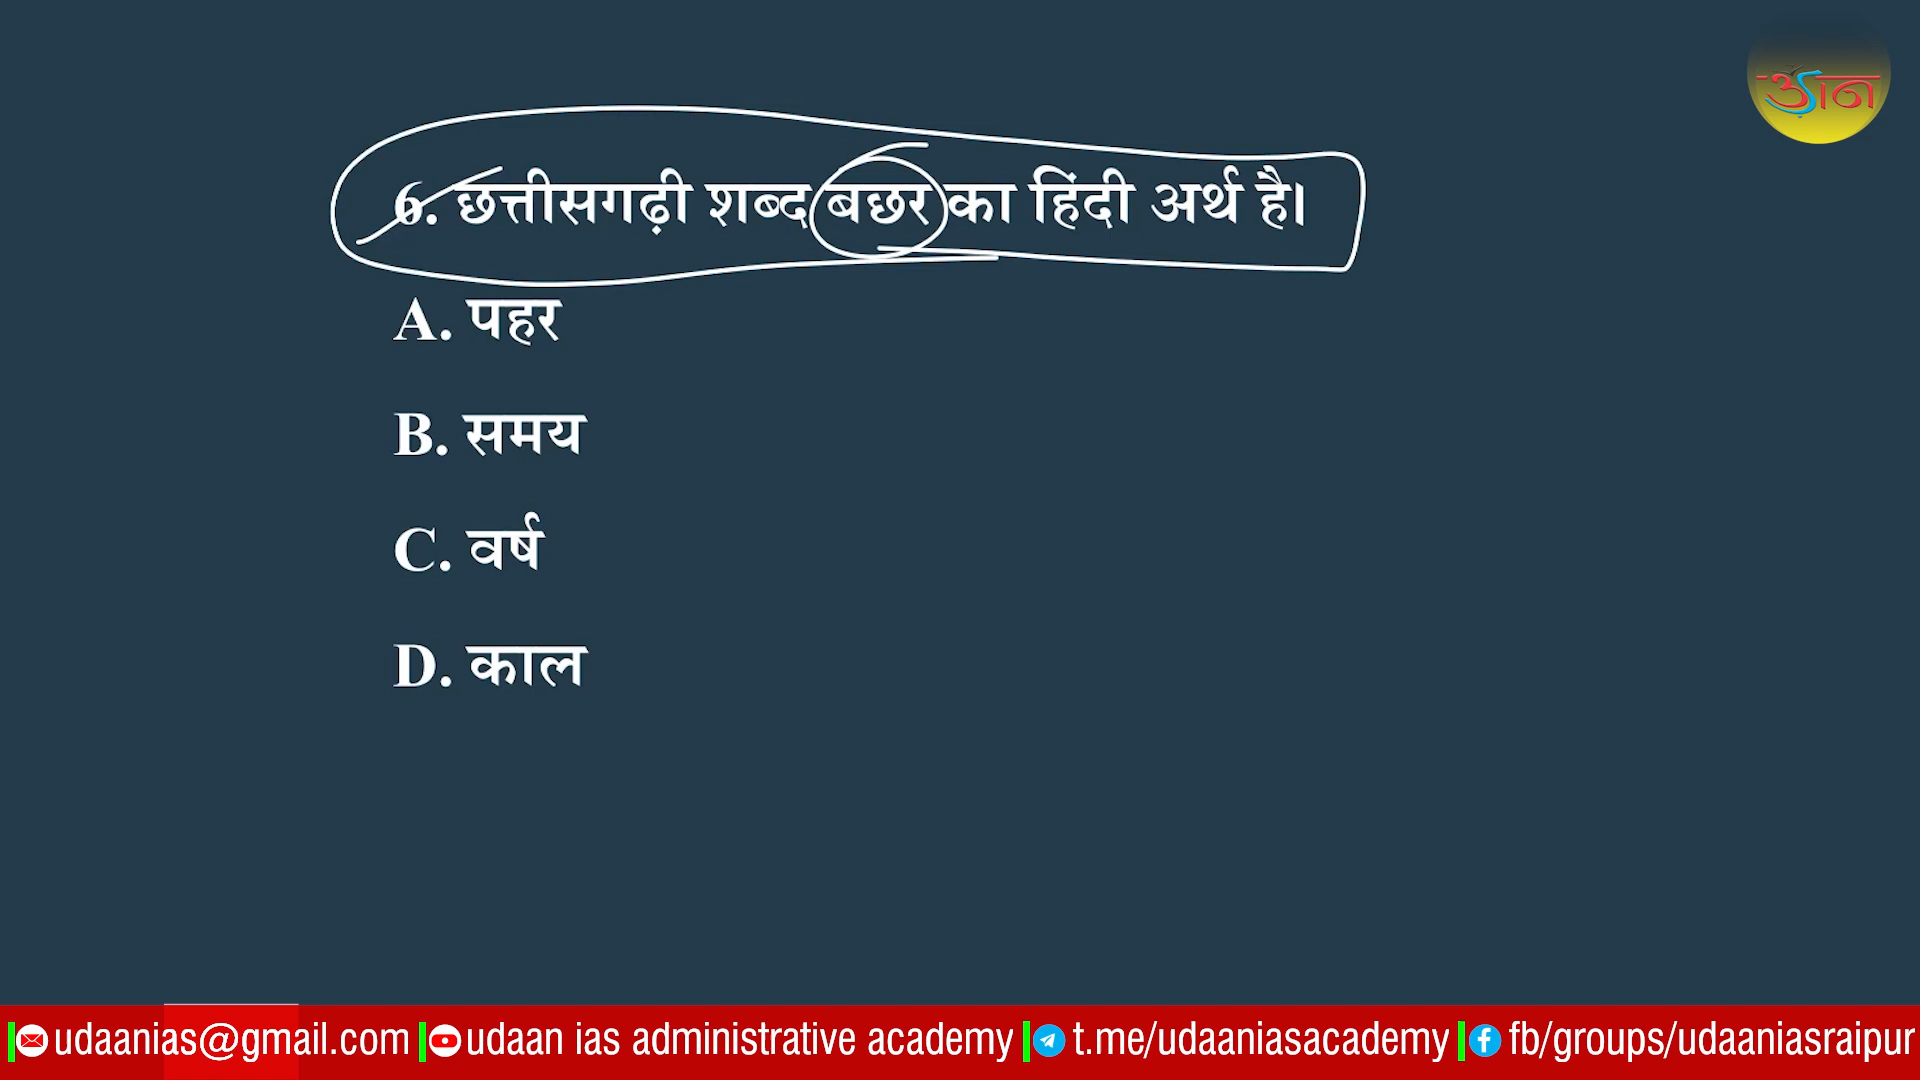 उड़ान
6. छत्तीसगढ़ी शब्द बछर का हिंदी अर्थ है।
A. पहर
B. समय
C. वर्ष
D. काल
udaanias@gmail.com udaan ias administrative academy t.me/udaaniasacademy fb/groups/udaaniasraipur